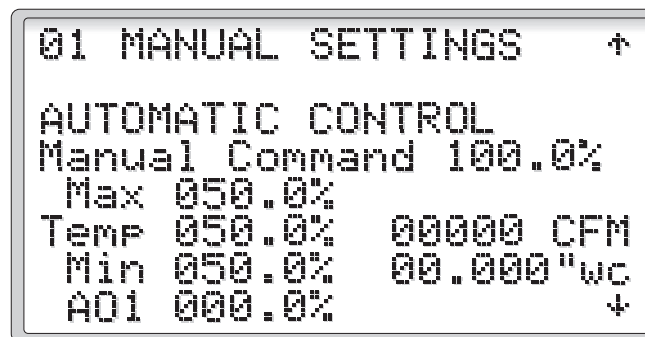 01 MANUAL SETTINGS ↑
AUTOMATIC CONTROL
Manual Command 100.0%
Max 050.0%
Temp 050.0% 00000 CFM
Min 050.0% 00.000"wc
AO1 000.0% ↓